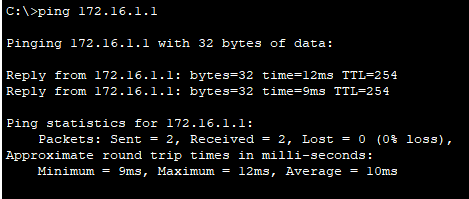 C:\>ping 172.16.1.1
Pinging 172.16.1.1 with 32 bytes of data:
Reply from 172.16.1.1: bytes=32 time=12ms TTL=254
Reply from 172.16.1.1: bytes=32 time=9ms TTL=254
Ping statistics for 172.16.1.1:
    Packets: Sent = 2, Received = 2, Lost = 0 (0% loss),
Approximate round trip times in milli-seconds:
    Minimum = 9ms, Maximum = 12ms, Average = 10ms